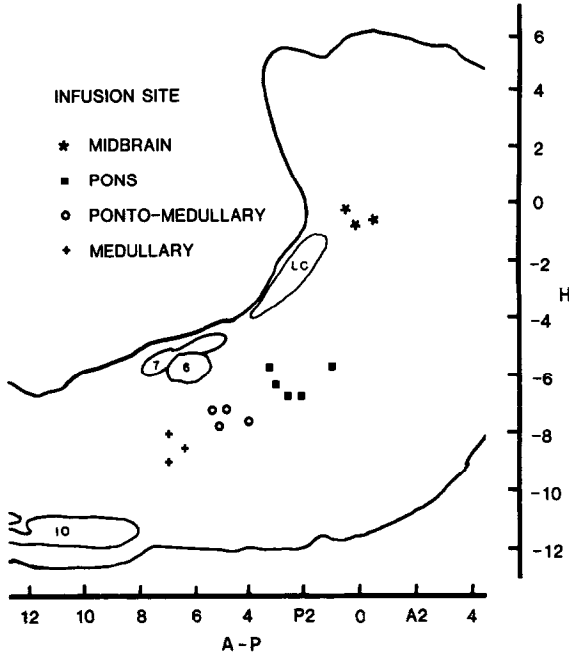 INFUSION SITE
★ MIDBRAIN
■ PONS
○ PONTO-MEDULLARY
+ MEDULLARY
LC
7
6
IO
6
4
2
0
-2
-4
-6
-8
-10
-12
H
12 10 8 6 4 P2 0 A2 4
A-P